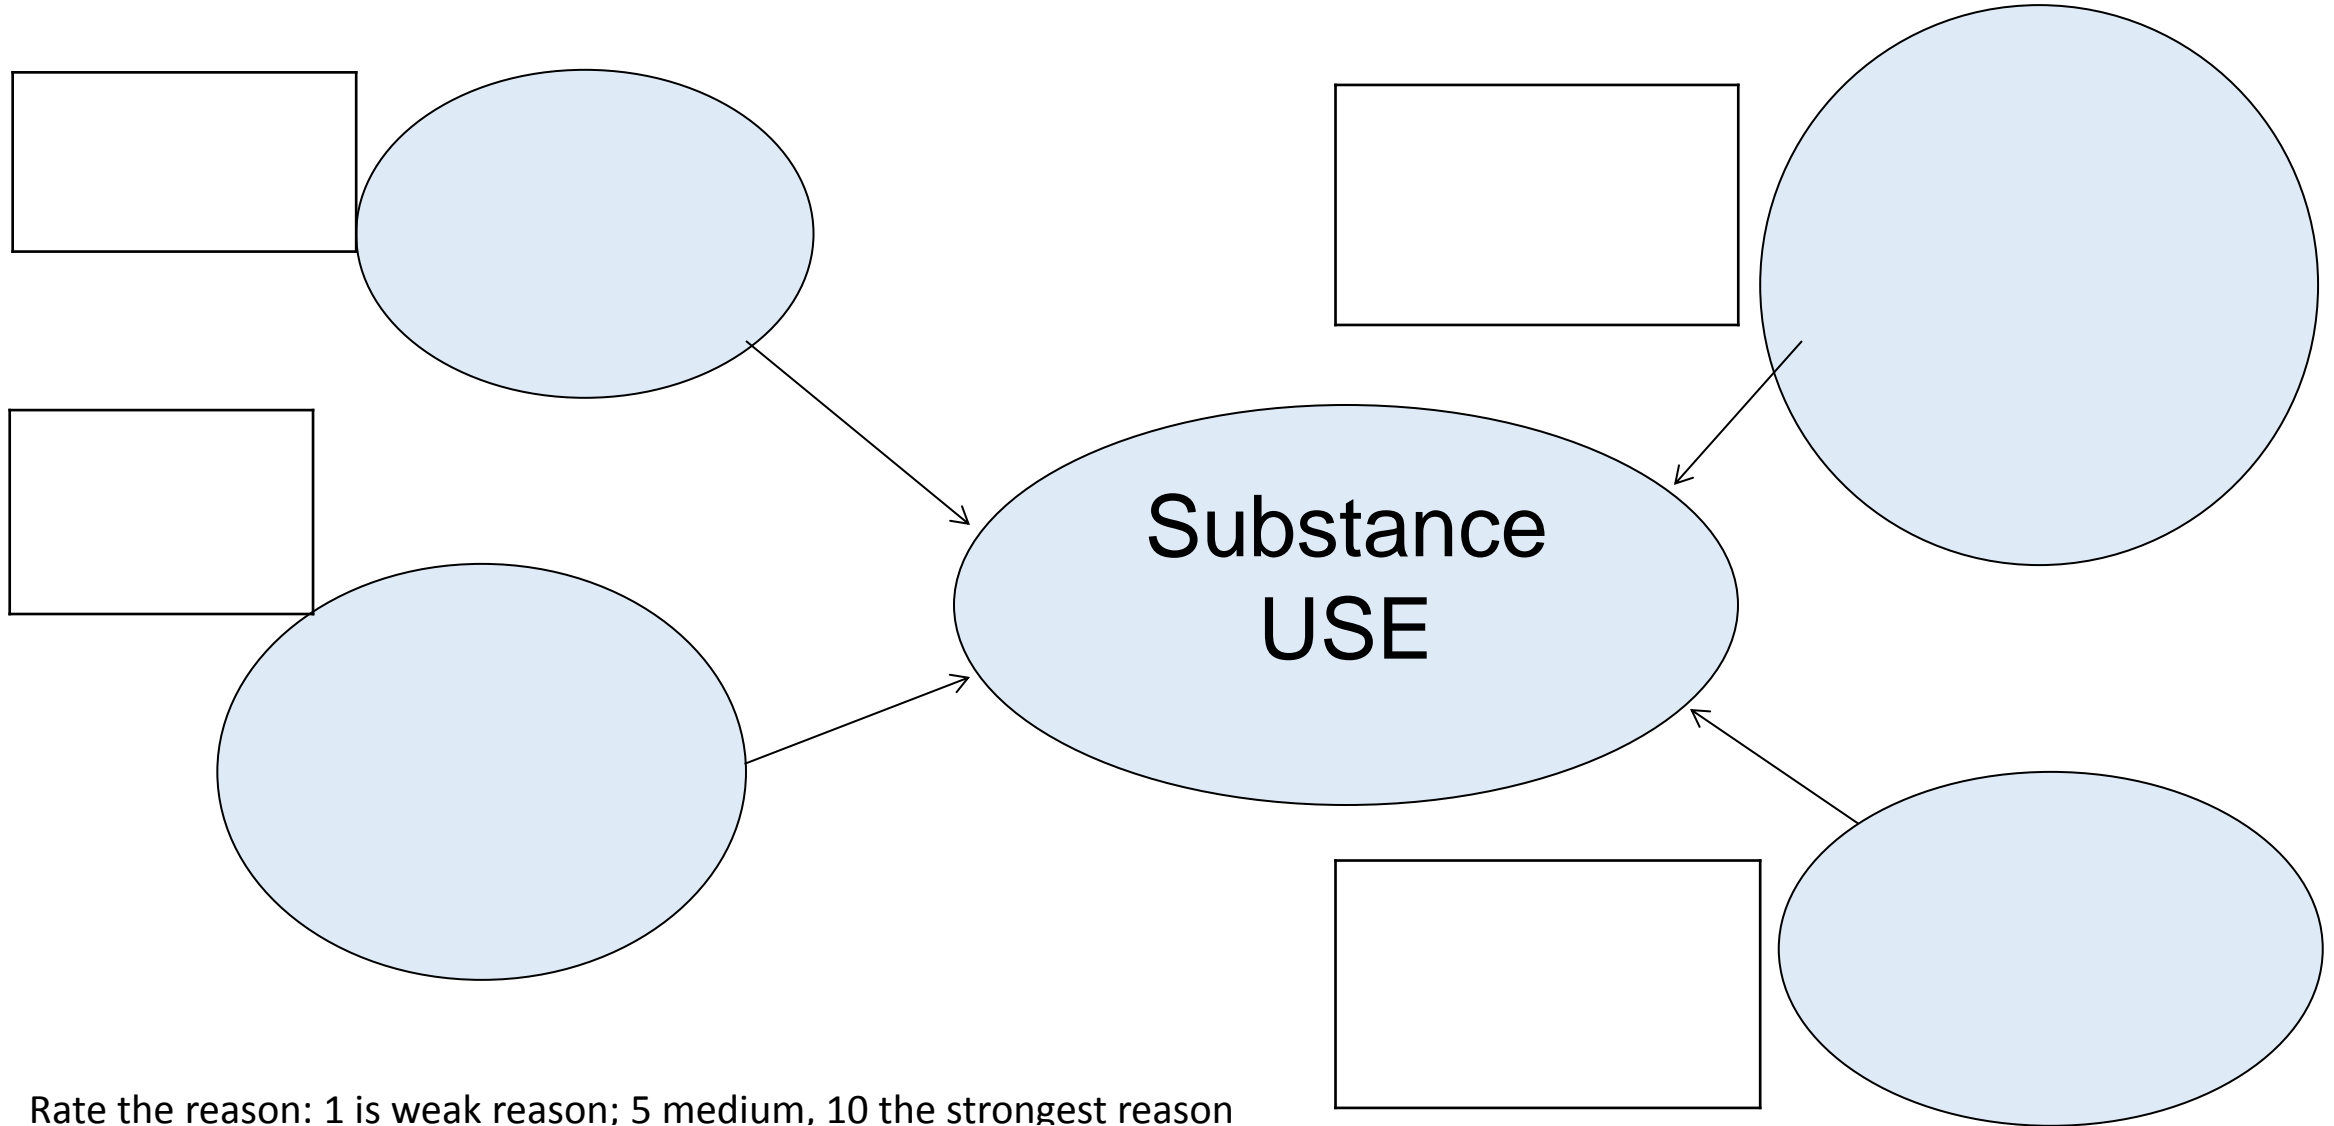 Substance
USE
Rate the reason: 1 is weak reason; 5 medium, 10 the strongest reason